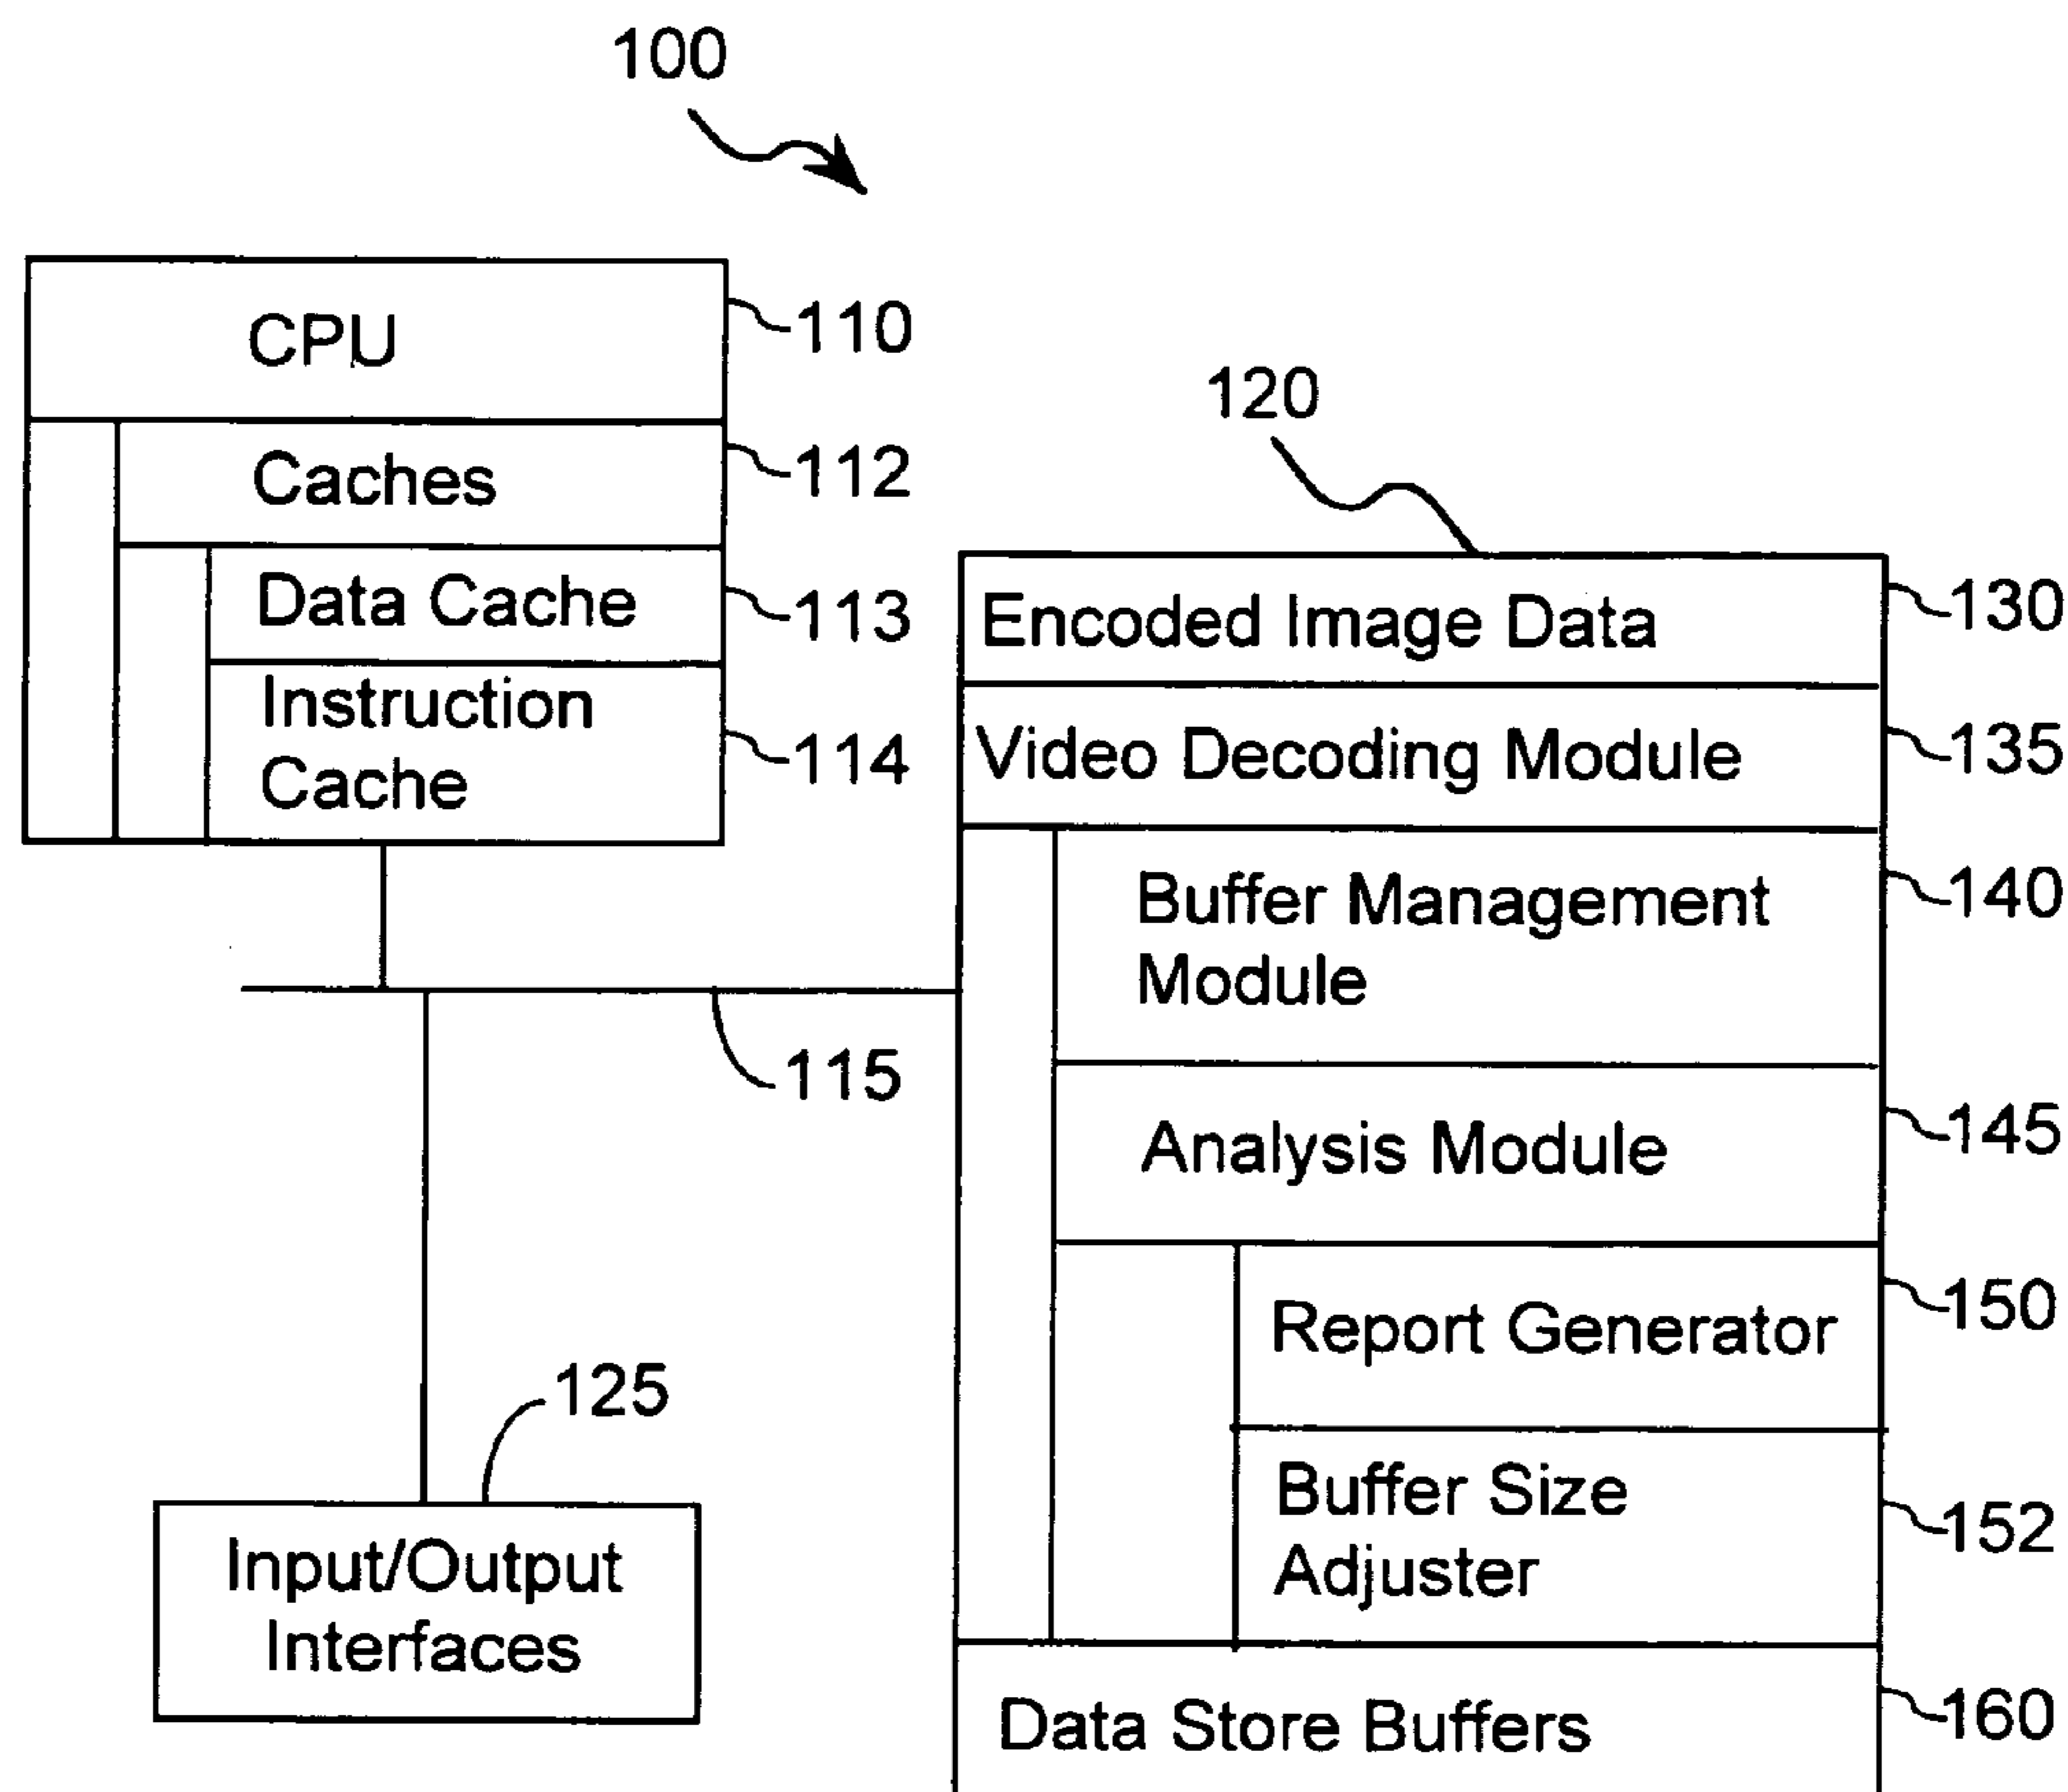 100
CPU
110
Caches
112
Data Cache
113
Instruction
Cache
114
115
120
Encoded Image Data
130
Video Decoding Module
135
Buffer Management
Module
140
Analysis Module
145
Report Generator
150
Buffer Size
Adjuster
152
Data Store Buffers
160
125
Input/Output
Interfaces